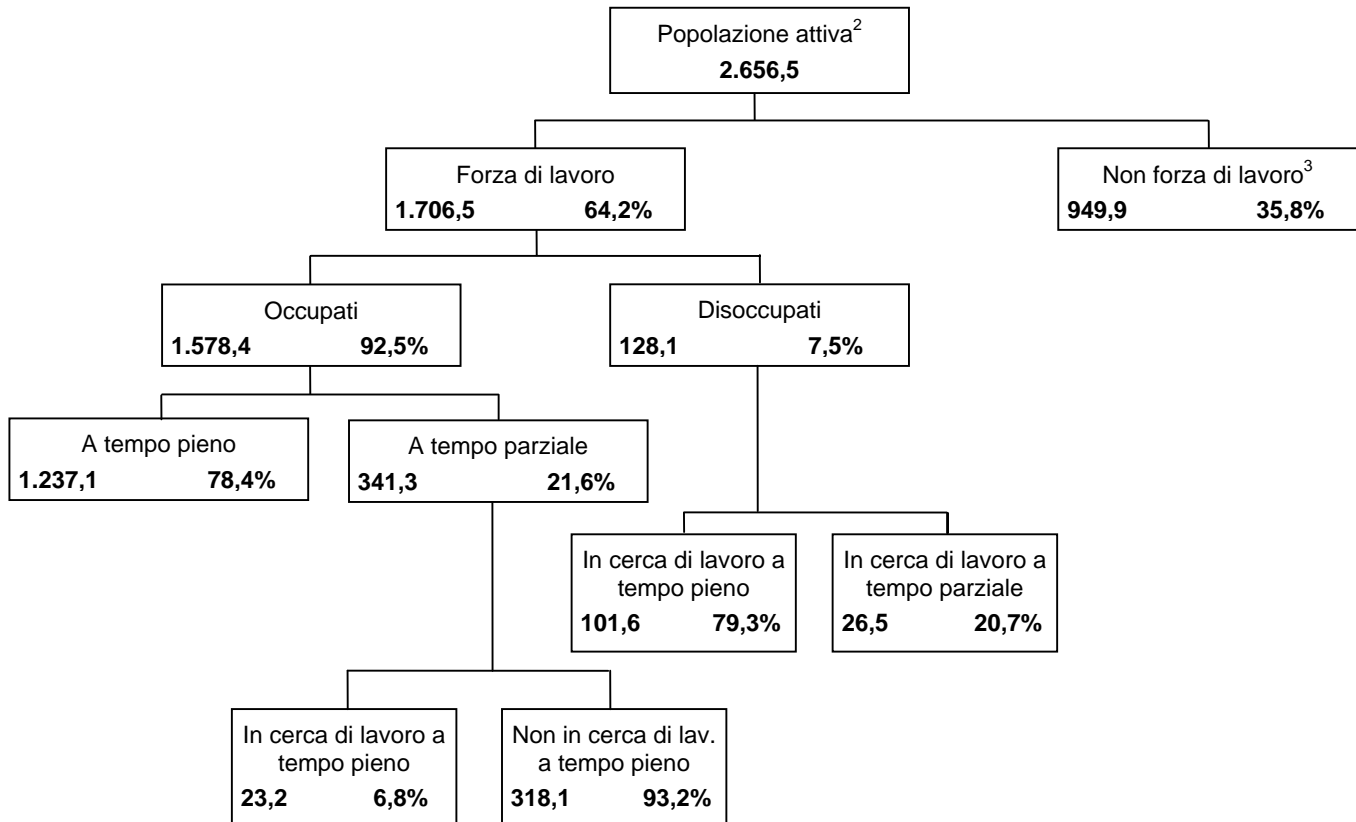 Popolazione attiva²
2.656,5
Forza di lavoro
1.706,5 64,2%
Non forza di lavoro³
949,9 35,8%
Occupati
1.578,4 92,5%
Disoccupati
128,1 7,5%
A tempo pieno
1.237,1 78,4%
A tempo parziale
341,3 21,6%
In cerca di lavoro a
tempo pieno
101,6 79,3%
In cerca di lavoro a
tempo parziale
26,5 20,7%
In cerca di lavoro a
tempo pieno
23,2 6,8%
Non in cerca di lav.
a tempo pieno
318,1 93,2%